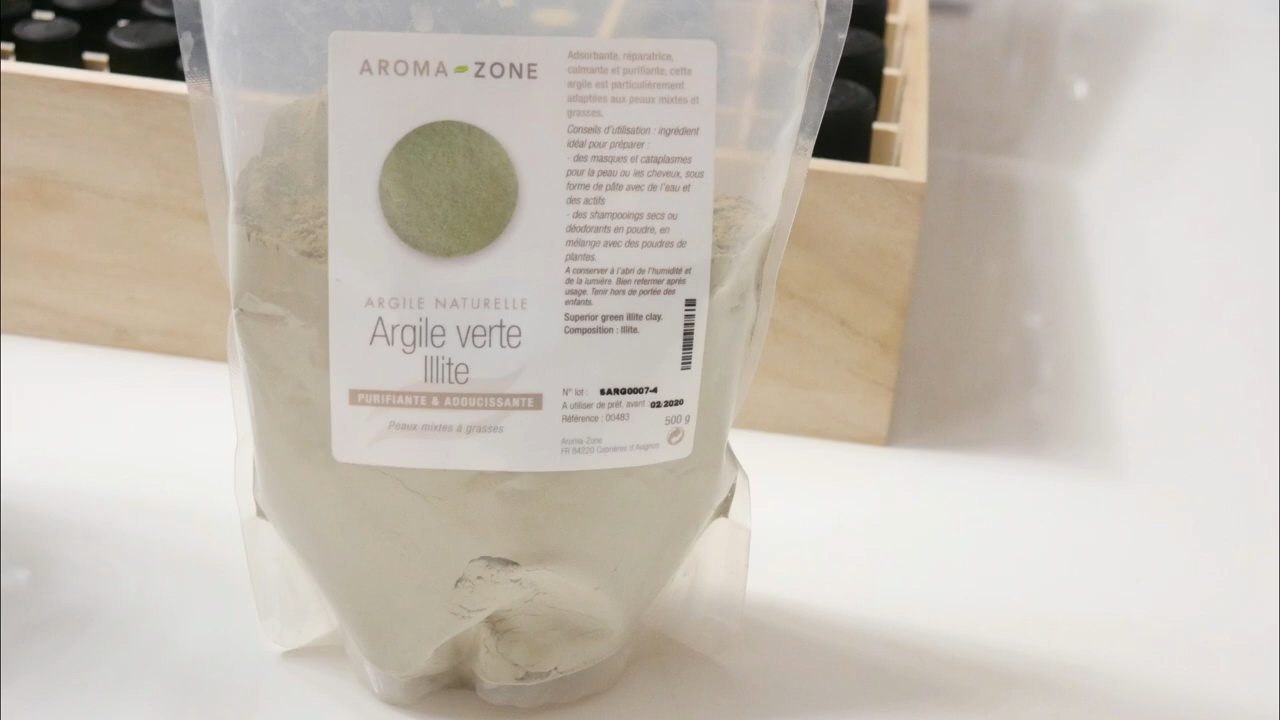 AROMA-ZONE
ARGILE NATURELLE
Argile verte
Illite
PURIFIANTE & ADOUCISSANTE
Peaux mixtes à grasses
Adsorbante, réparatrice,
calmante et purifiante, cette
argile est particulièrement
adaptées aux peaux mixtes et
grasses.
Conseils d'utilisation : ingrédient
idéal pour préparer :
- des masques et cataplasmes
pour la peau ou les cheveux, sous
forme de pâte avec de l'eau et
des actifs
- des shampooings secs ou
déodorants en poudre, en
mélange avec des poudres de
plantes.
A conserver à l'abri de l'humidité et
de la lumière. Bien refermer après
usage. Tenir hors de portée des
enfants.
Superior green illite clay.
Composition : Illite.
N° lot : 6ARG0007-4
A utiliser de préf. avant 02/2020
Référence : 00483
500 g
Aroma-Zone
FR 84220 Cabrières d'Avignon